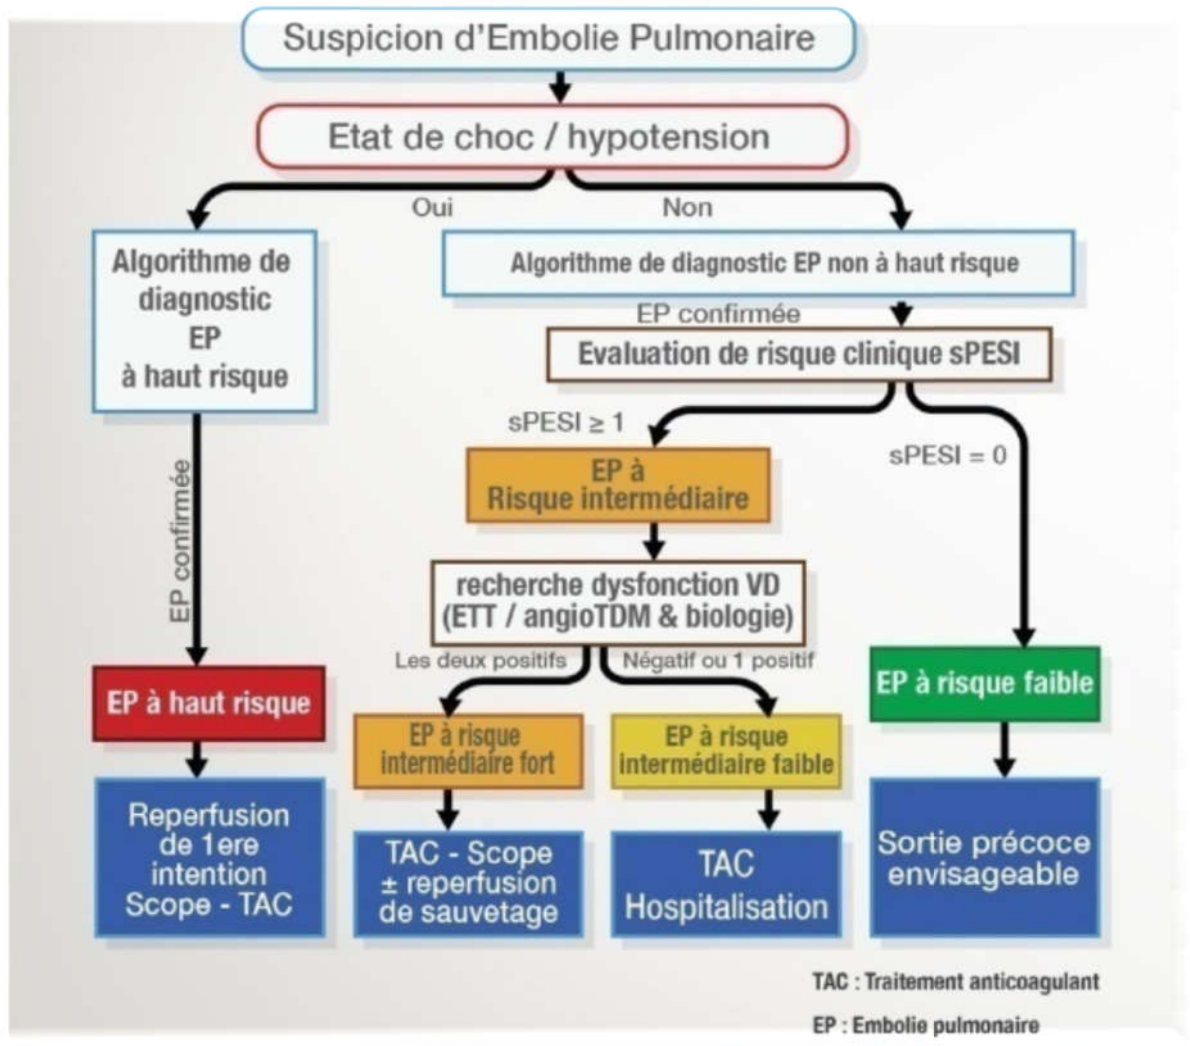 Suspicion d'Embolie Pulmonaire
Etat de choc / hypotension
Oui
Non
Algorithme de
diagnostic
EP
à haut risque
Algorithme de diagnostic EP non à haut risque
EP confirmée
Evaluation de risque clinique sPESI
sPESI ≥ 1
sPESI = 0
EP à
Risque intermédiaire
EP confirmée
recherche dysfonction VD
(ETT / angioTDM & biologie)
Les deux positifs
Négatif ou 1 positif
EP à haut risque
EP à risque
intermédiaire fort
EP à risque
intermédiaire faible
EP à risque faible
Reperfusion
de 1ere
intention
Scope - TAC
TAC - Scope
± reperfusion
de sauvetage
TAC
Hospitalisation
Sortie précoce
envisageable
TAC : Traitement anticoagulant
EP : Embolie pulmonaire